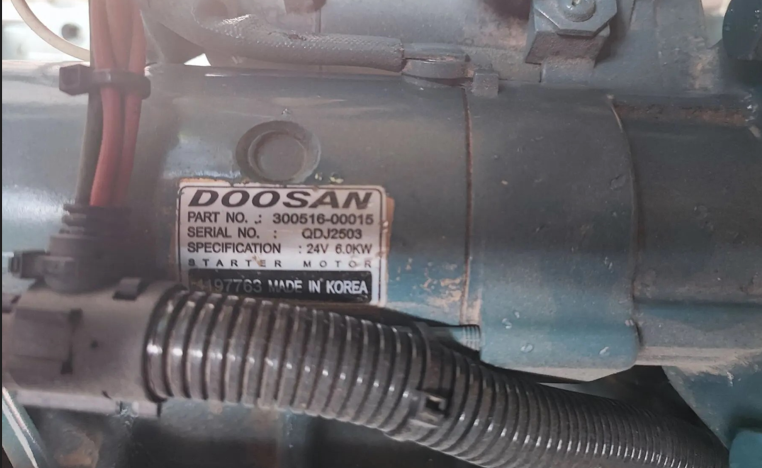 DOOSAN
PART NO. .: 300516-00015
SERIAL NO. : QDJ2503
SPECIFICATION : 24V 6.0KW
STARTER MOTOR
MADE IN KOREA